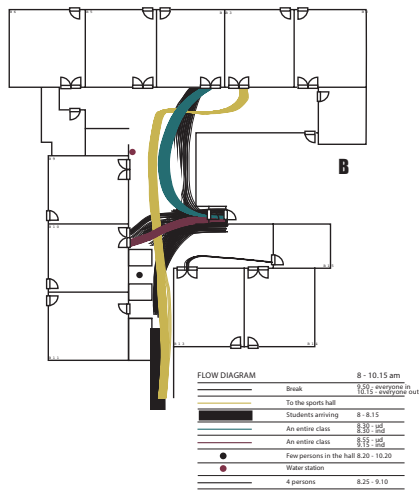 B
FLOW DIAGRAM 8 - 10.15 am
Break 9.50 - everyone in
10.15 - everyone out
To the sports hall
Students arriving 8 - 8.15
An entire class 8.30 - ud
8.30 - ind
An entire class 8.55 - ud
9.15 - ind
Few persons in the hall 8.20 - 10.20
Water station
4 persons 8.25 - 9.10